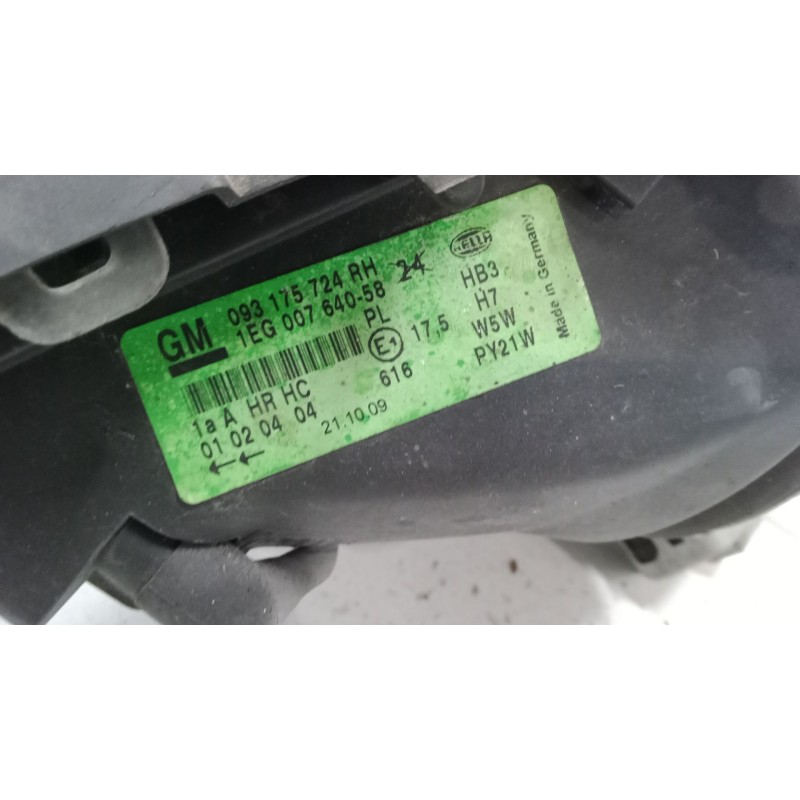 GM 093 175 724 RH 24
1EG 007 640-58
HELLA
PL
E1 17,5
616
HB3
H7
W5W
PY21W
Made in Germany
1a A HR HC
01 02 04 04
21.10.09